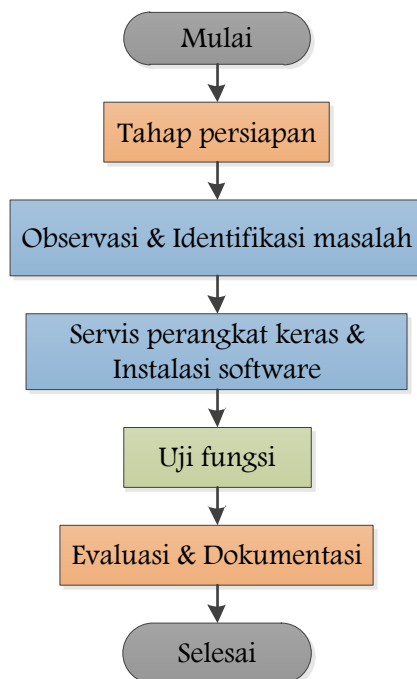 Mulai
Tahap persiapan
Observasi & Identifikasi masalah
Servis perangkat keras &
Instalasi software
Uji fungsi
Evaluasi & Dokumentasi
Selesai